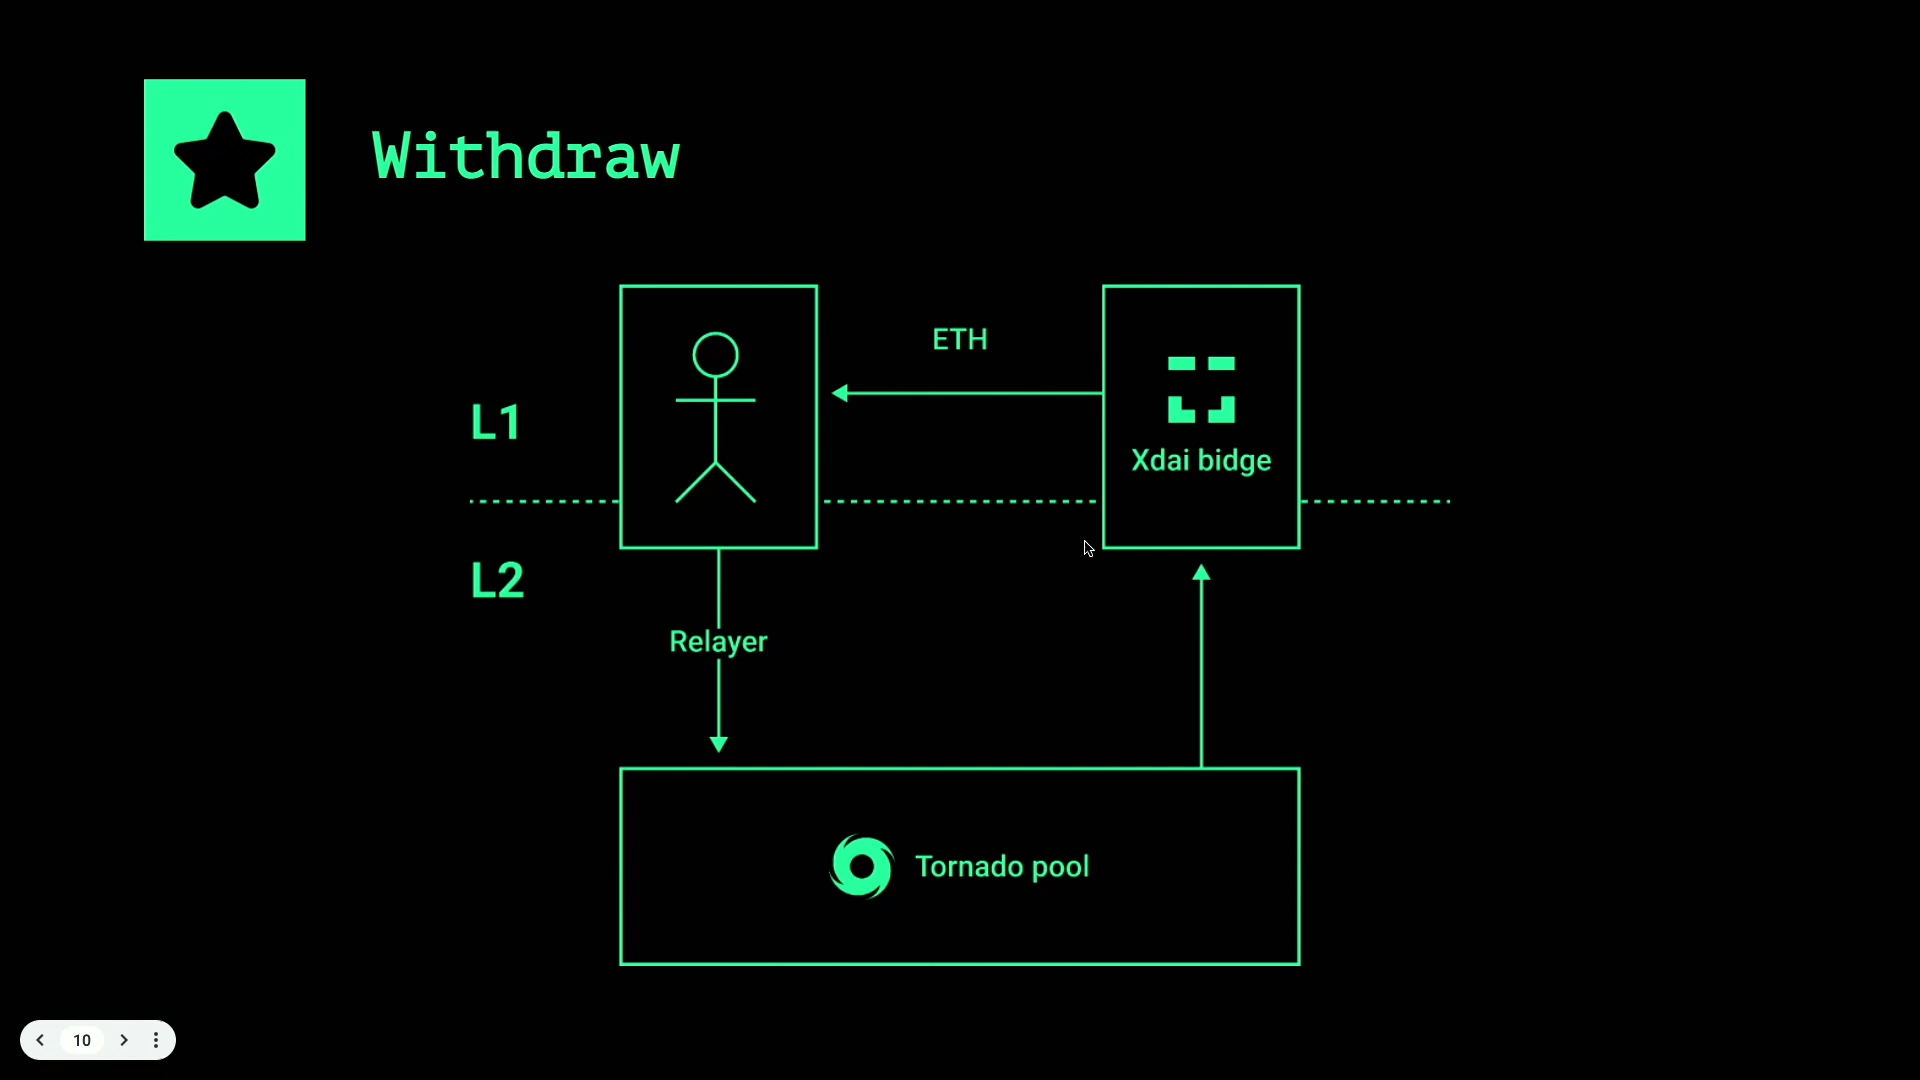 Withdraw
ETH
L1
Xdai bidge
L2
Relayer
Tornado pool
10